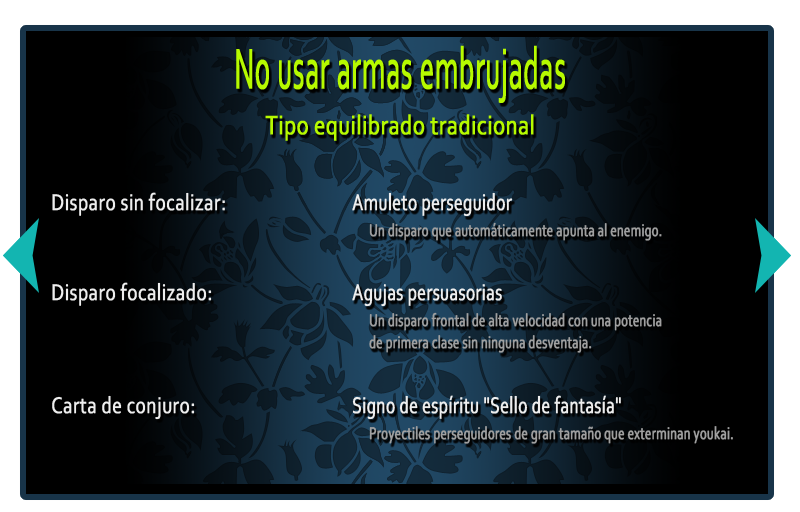 No usar armas embrujadas
Tipo equilibrado tradicional
Disparo sin focalizar:
Amuleto perseguidor
Un disparo que automáticamente apunta al enemigo.
Disparo focalizado:
Agujas persuasorias
Un disparo frontal de alta velocidad con una potencia
de primera clase sin ninguna desventaja.
Carta de conjuro:
Signo de espíritu "Sello de fantasía"
Proyectiles perseguidores de gran tamaño que exterminan youkai.